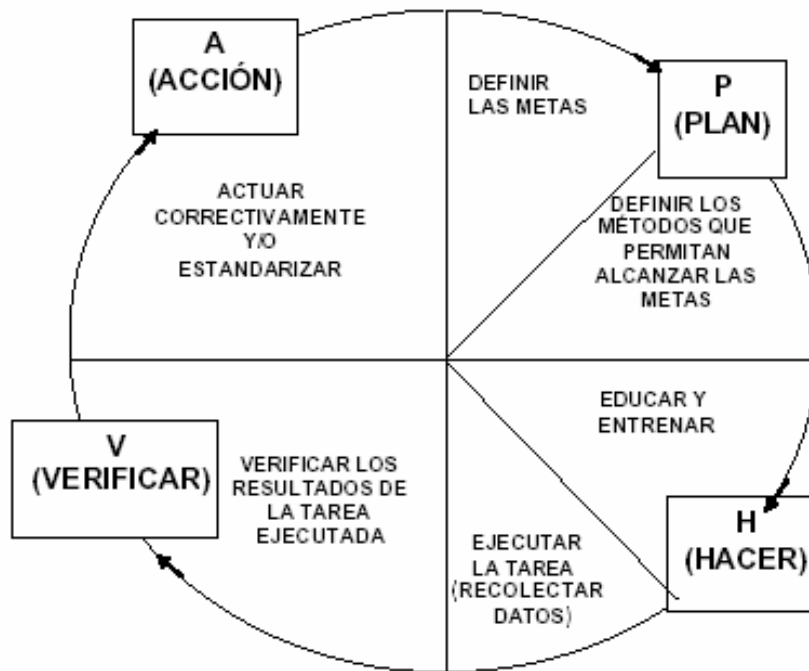 A
(ACCIÓN)
DEFINIR
LAS METAS
P
(PLAN)
ACTUAR
CORRECTIVAMENTE
Y/O
ESTANDARIZAR
DEFINIR LOS
MÉTODOS QUE
PERMITAN
ALCANZAR LAS
METAS
EDUCAR Y
ENTRENAR
V
(VERIFICAR)
VERIFICAR LOS
RESULTADOS DE
LA TAREA
EJECUTADA
EJECUTAR
LA TAREA
(RECOLECTAR
DATOS)
H
(HACER)